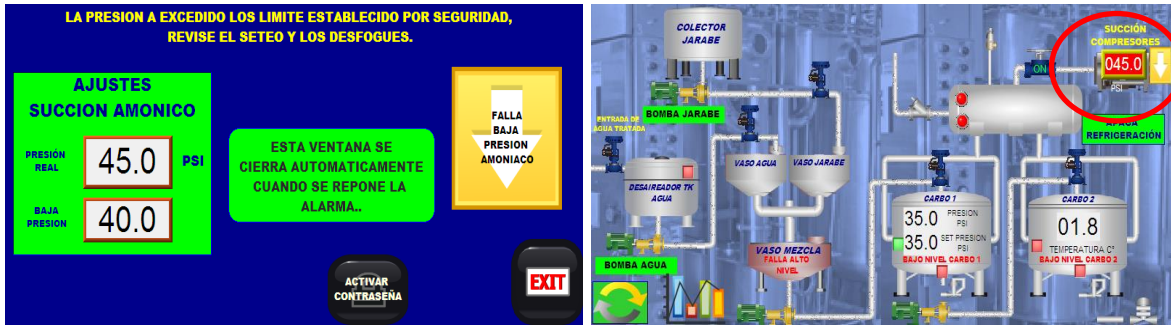 LA PRESION A EXCEDIDO LOS LIMITE ESTABLECIDO POR SEGURIDAD,
REVISE EL SETEO Y LOS DESFOGUES.
AJUSTES
SUCCION AMONICO
PRESIÓN
REAL
45.0
PSI
BAJA
PRESION
40.0
ESTA VENTANA SE
CIERRA AUTOMATICAMENTE
CUANDO SE REPONE LA
ALARMA..
FALLA
BAJA
PRESION
AMONIACO
ACTIVAR
CONTRASEÑA
EXIT
COLECTOR
JARABE
BOMBA JARABE
ENTRADA DE
AGUA TRATADA
DESAIREADOR TK
AGUA
BOMBA AGUA
VASO AGUA
VASO JARABE
VASO MEZCLA
FALLA ALTO
NIVEL
ON
SUCCIÓN
COMPRESORES
045.0
PSI
APAGA
REFRIGERACIÓN
CARBO 1
35.0 PRESION
PSI
35.0 SET PRESION
PSI
BAJO NIVEL CARBO 1
CARBO 2
01.8
TEMPERATURA C°
BAJO NIVEL CARBO 2